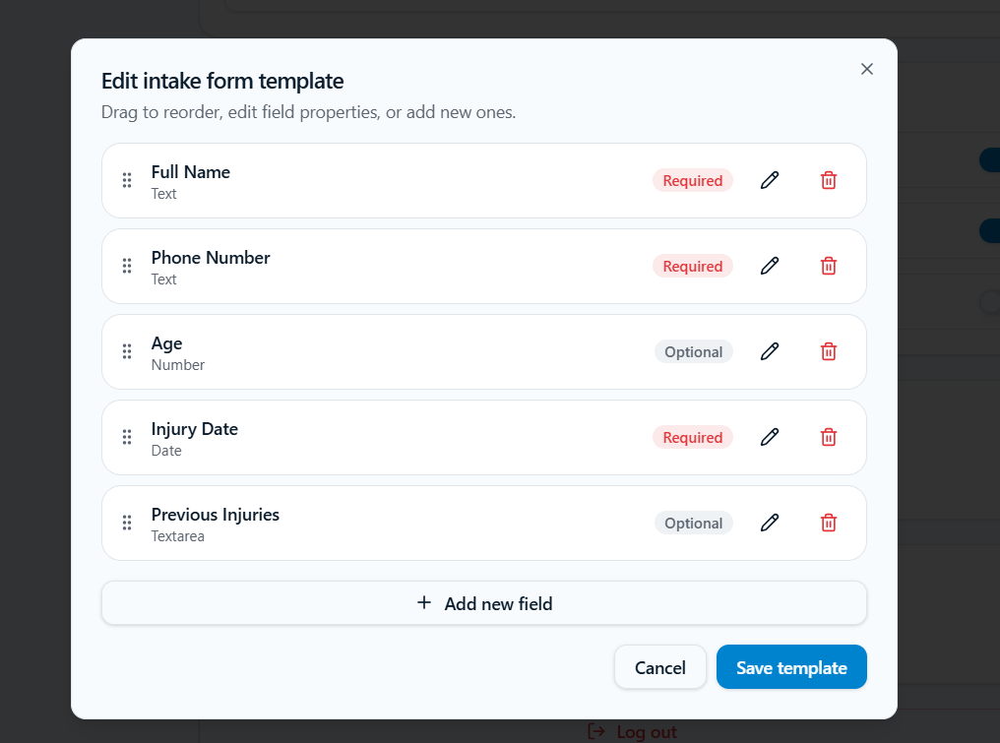 Edit intake form template
Drag to reorder, edit field properties, or add new ones.
Full Name
Text
Required
Phone Number
Text
Required
Age
Number
Optional
Injury Date
Date
Required
Previous Injuries
Textarea
Optional
Add new field
Cancel
Save template
Log out